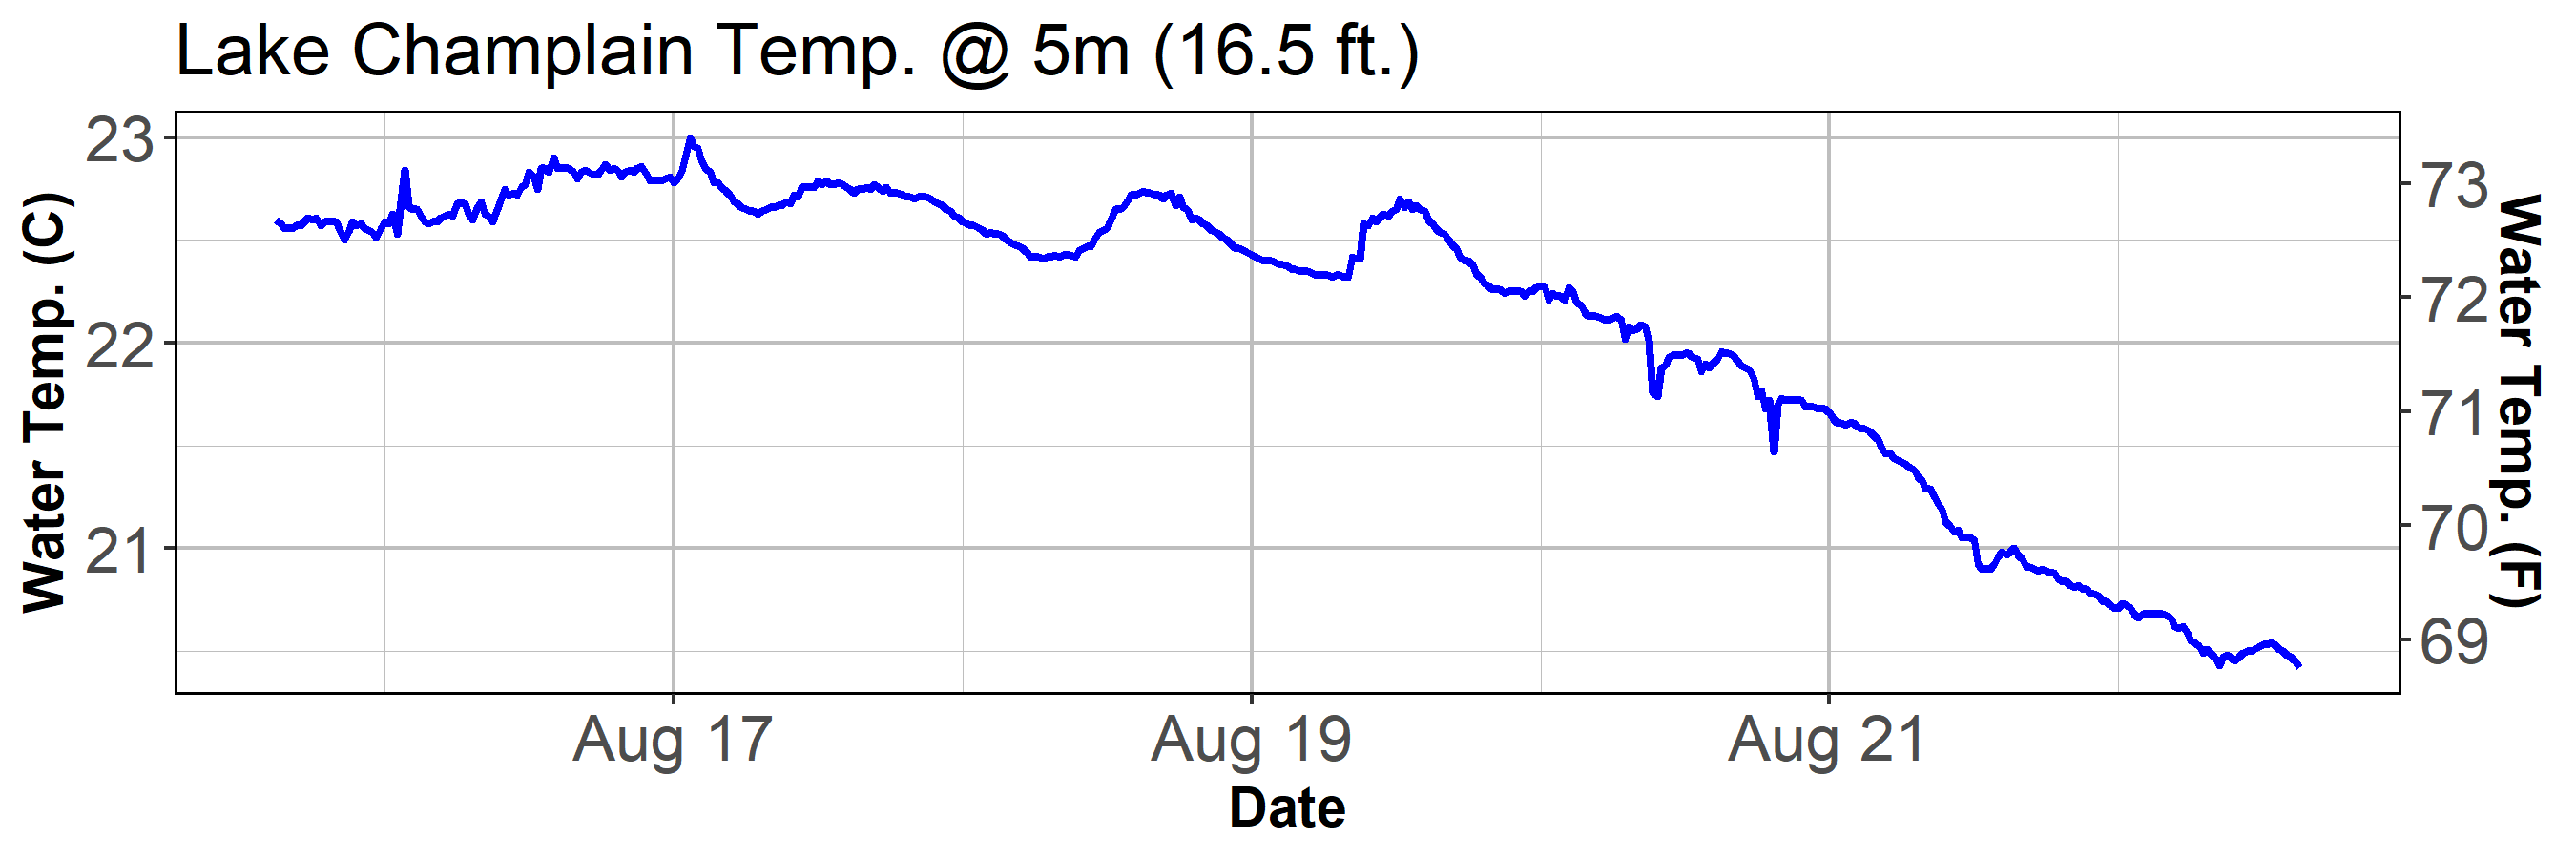 Lake Champlain Temp. @ 5m (16.5 ft.)
Water Temp. (C)
23
22
21
73
72
71
70
69
Water Temp. (F)
Aug 17
Aug 19
Aug 21
Date